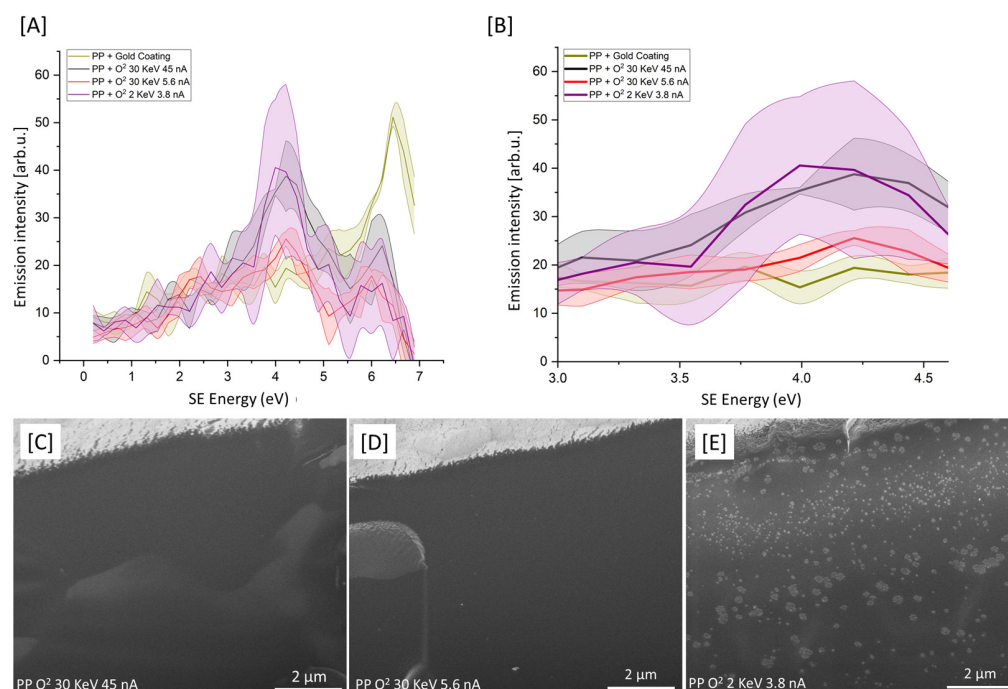 [A]
[B]
PP + Gold Coating
PP + O² 30 KeV 45 nA
PP + O² 30 KeV 5.6 nA
PP + O² 2 KeV 3.8 nA
PP + Gold Coating
PP + O² 30 KeV 45 nA
PP + O² 30 KeV 5.6 nA
PP + O² 2 KeV 3.8 nA
Emission intensity [arb.u.]
60
50
40
30
20
10
0
0 1 2 3 4 5 6 7
SE Energy (eV)
Emission intensity [arb.u.]
60
50
40
30
20
10
0
3.0 3.5 4.0 4.5
SE Energy (eV)
[C]
[D]
[E]
PP O² 30 KeV 45 nA
2 µm
PP O² 30 KeV 5.6 nA
2 µm
PP O² 2 KeV 3.8 nA
2 µm